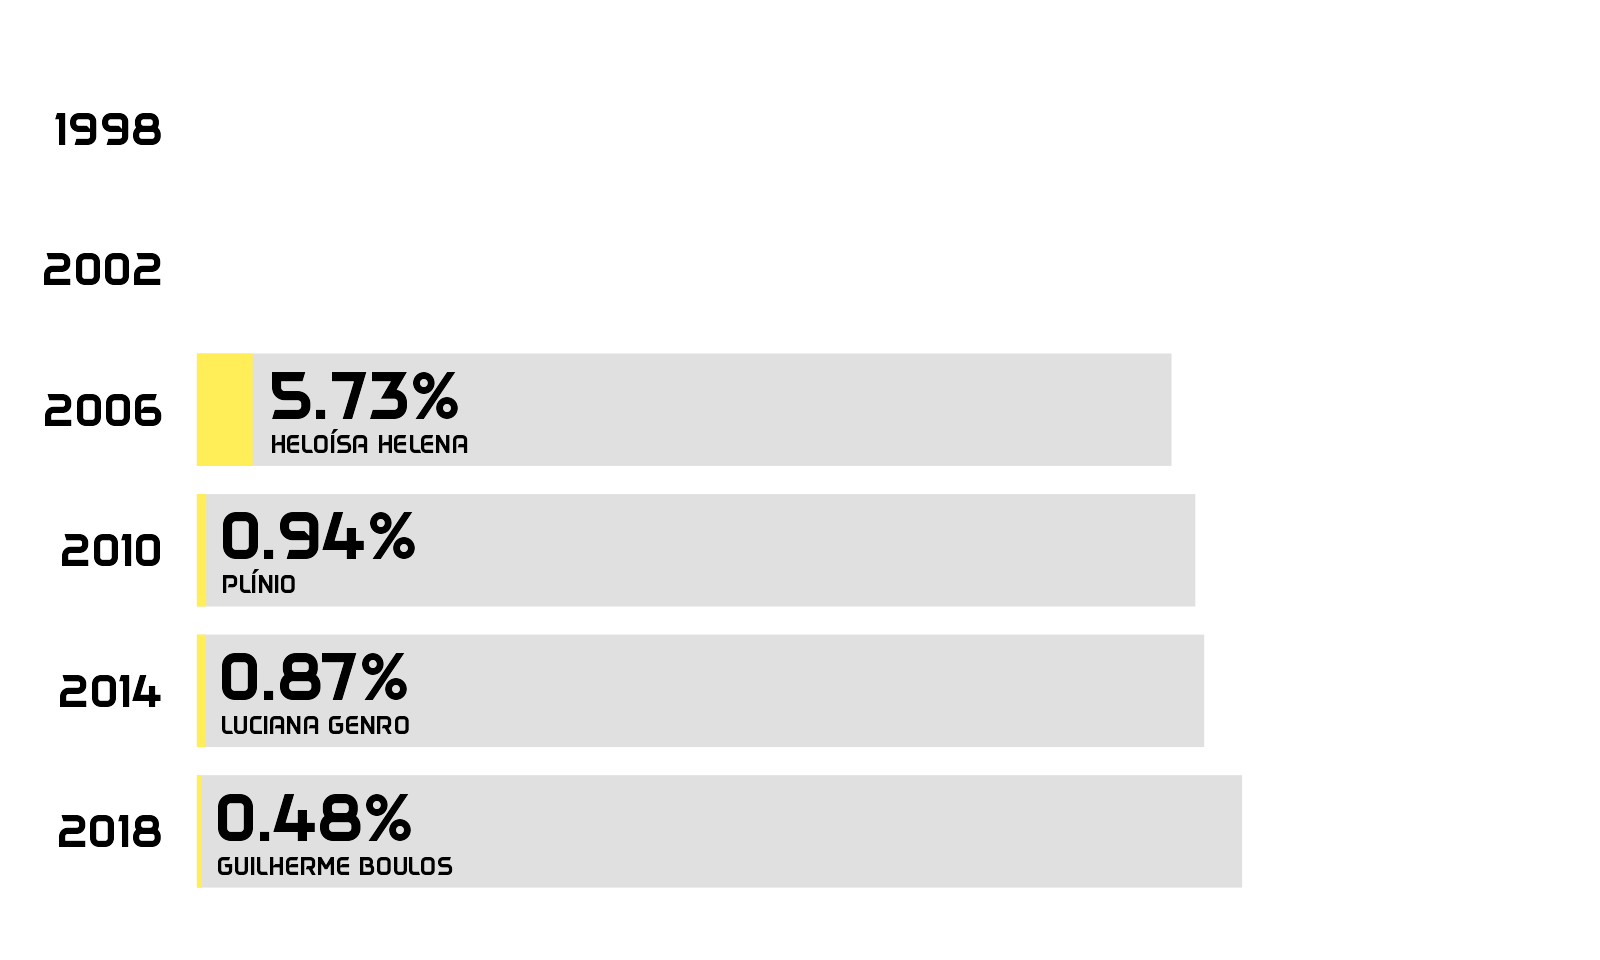 1998
2002
2006
5.73%
HELOÍSA HELENA
2010
0.94%
PLÍNIO
2014
0.87%
LUCIANA GENRO
2018
0.48%
GUILHERME BOULOS